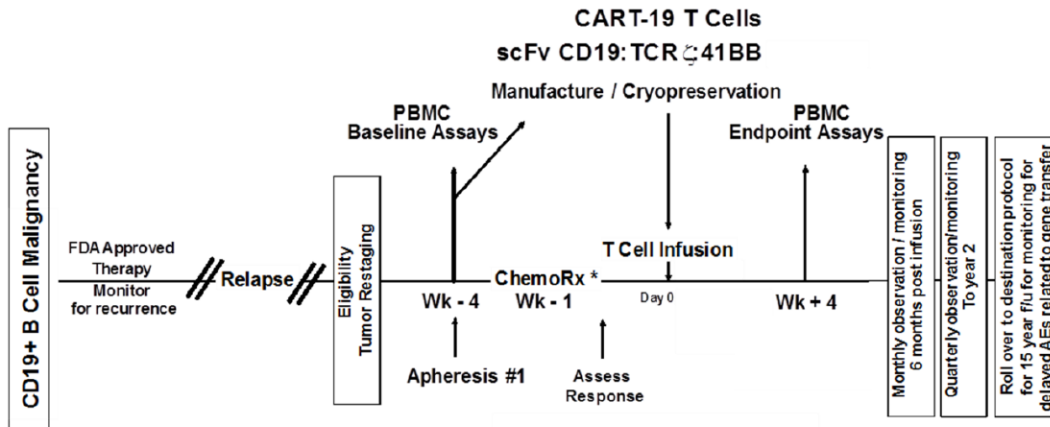 CART-19 T Cells
scFv CD19:TCR ζ:41BB
Manufacture / Cryopreservation
PBMC
Baseline Assays
PBMC
Endpoint Assays
CD19+ B Cell Malignancy
FDA Approved
Therapy
Monitor
for recurrence
Relapse
Eligibility
Tumor Restaging
Wk - 4
Apheresis #1
ChemoRx *
Wk - 1
Assess
Response
T Cell Infusion
Day 0
Wk + 4
Monthly observation / monitoring
6 months post infusion
Quarterly observation/monitoring
To year 2
Roll over to destination protocol
for 15 year f/u for monitoring for
delayed AEs related to gene transfer